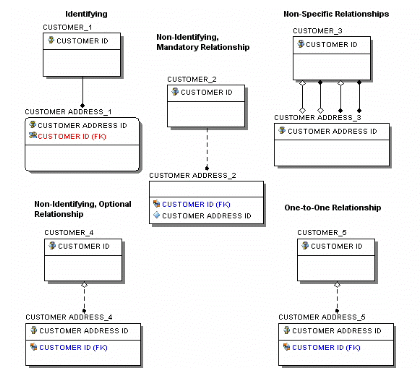 Identifying
CUSTOMER_1
CUSTOMER ID
CUSTOMER ADDRESS_1
CUSTOMER ADDRESS ID
CUSTOMER ID (FK)
Non-Identifying,
Mandatory Relationship
CUSTOMER_2
CUSTOMER ID
CUSTOMER ADDRESS_2
CUSTOMER ID (FK)
CUSTOMER ADDRESS ID
Non-Specific Relationships
CUSTOMER_3
CUSTOMER ID
CUSTOMER ADDRESS_3
CUSTOMER ADDRESS ID
Non-Identifying, Optional
Relationship
CUSTOMER_4
CUSTOMER ID
CUSTOMER ADDRESS_4
CUSTOMER ADDRESS ID
CUSTOMER ID (FK)
One-to-One Relationship
CUSTOMER_5
CUSTOMER ID
CUSTOMER ADDRESS_5
CUSTOMER ADDRESS ID
CUSTOMER ID (FK)